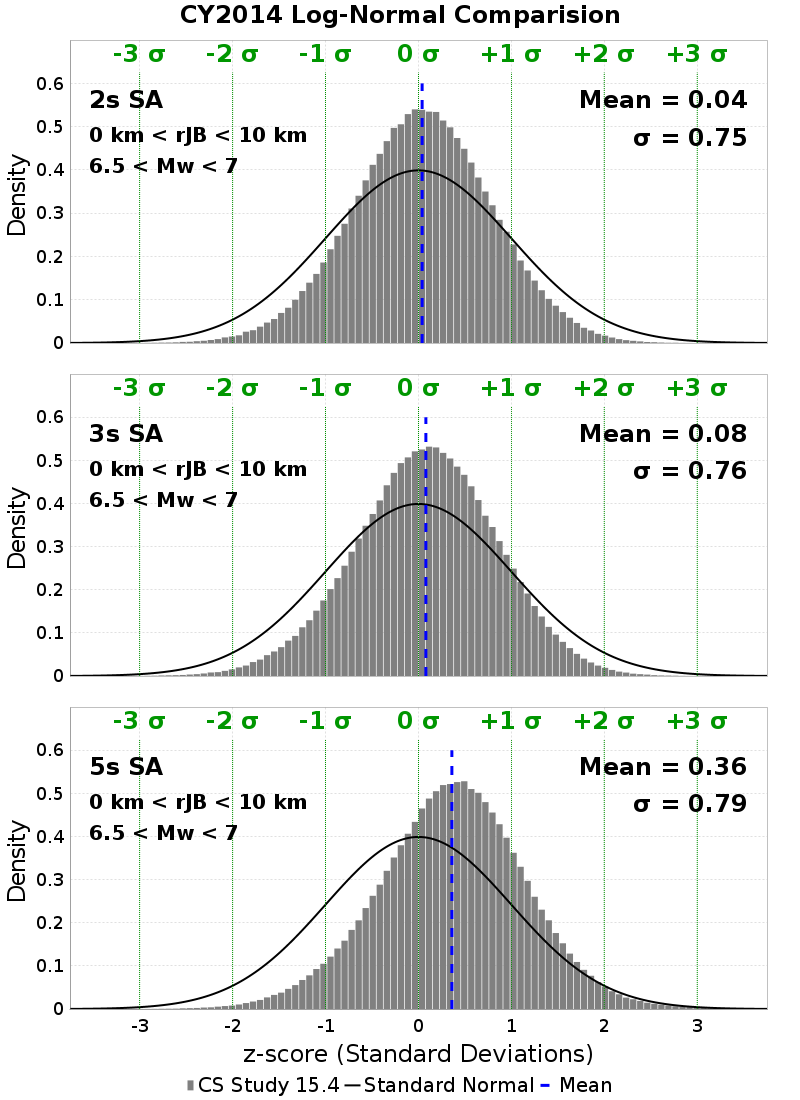 CY2014 Log-Normal Comparision
-3 σ -2 σ -1 σ 0 σ +1 σ +2 σ +3 σ
2s SA
0 km < rJB < 10 km
6.5 < Mw < 7
Mean = 0.04
σ = 0.75
Density
0.6
0.5
0.4
0.3
0.2
0.1
0
-3 σ -2 σ -1 σ 0 σ +1 σ +2 σ +3 σ
3s SA
0 km < rJB < 10 km
6.5 < Mw < 7
Mean = 0.08
σ = 0.76
Density
0.6
0.5
0.4
0.3
0.2
0.1
0
-3 σ -2 σ -1 σ 0 σ +1 σ +2 σ +3 σ
5s SA
0 km < rJB < 10 km
6.5 < Mw < 7
Mean = 0.36
σ = 0.79
Density
0.6
0.5
0.4
0.3
0.2
0.1
0
-3 -2 -1 0 1 2 3
z-score (Standard Deviations)
CS Study 15.4 Standard Normal Mean